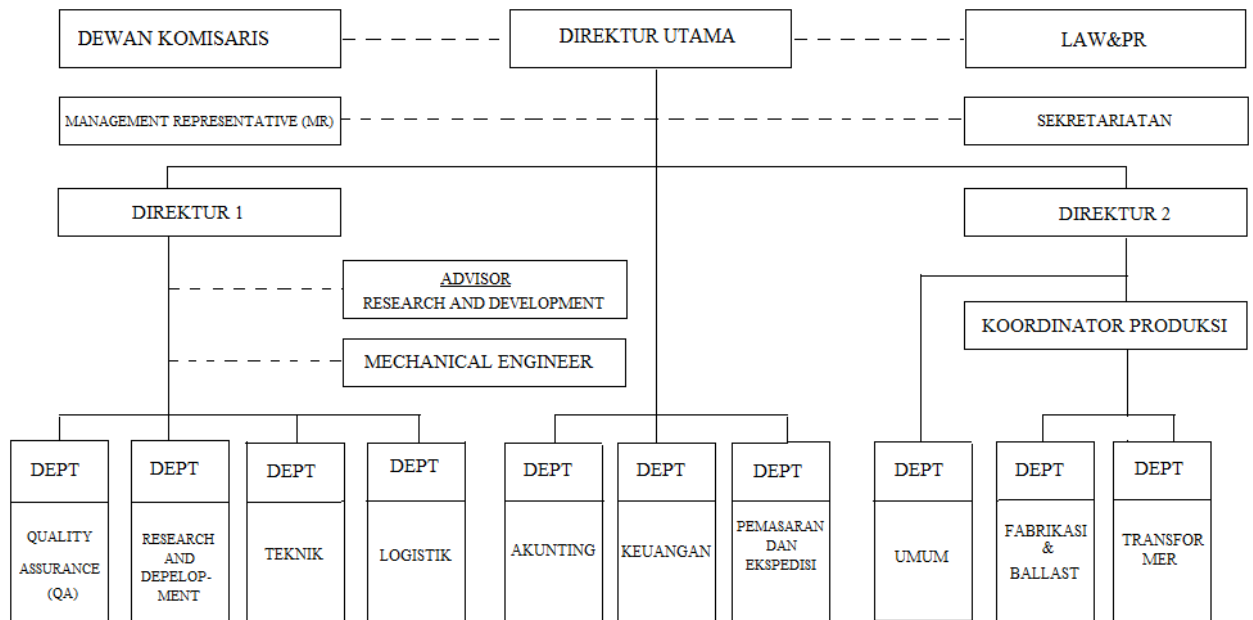 DEWAN KOMISARIS
DIREKTUR UTAMA
LAW&PR
MANAGEMENT REPRESENTATIVE (MR)
SEKRETARIATAN
DIREKTUR 1
DIREKTUR 2
ADVISOR
RESEARCH AND DEVELOPMENT
KOORDINATOR PRODUKSI
MECHANICAL ENGINEER
DEPT
QUALITY
ASSURANCE
(QA)
DEPT
RESEARCH
AND
DEPELOP-
MENT
DEPT
TEKNIK
DEPT
LOGISTIK
DEPT
AKUNTING
DEPT
KEUANGAN
DEPT
PEMASARAN
DAN
EKSPEDISI
DEPT
UMUM
DEPT
FABRIKASI
&
BALLAST
DEPT
TRANSFOR
MER